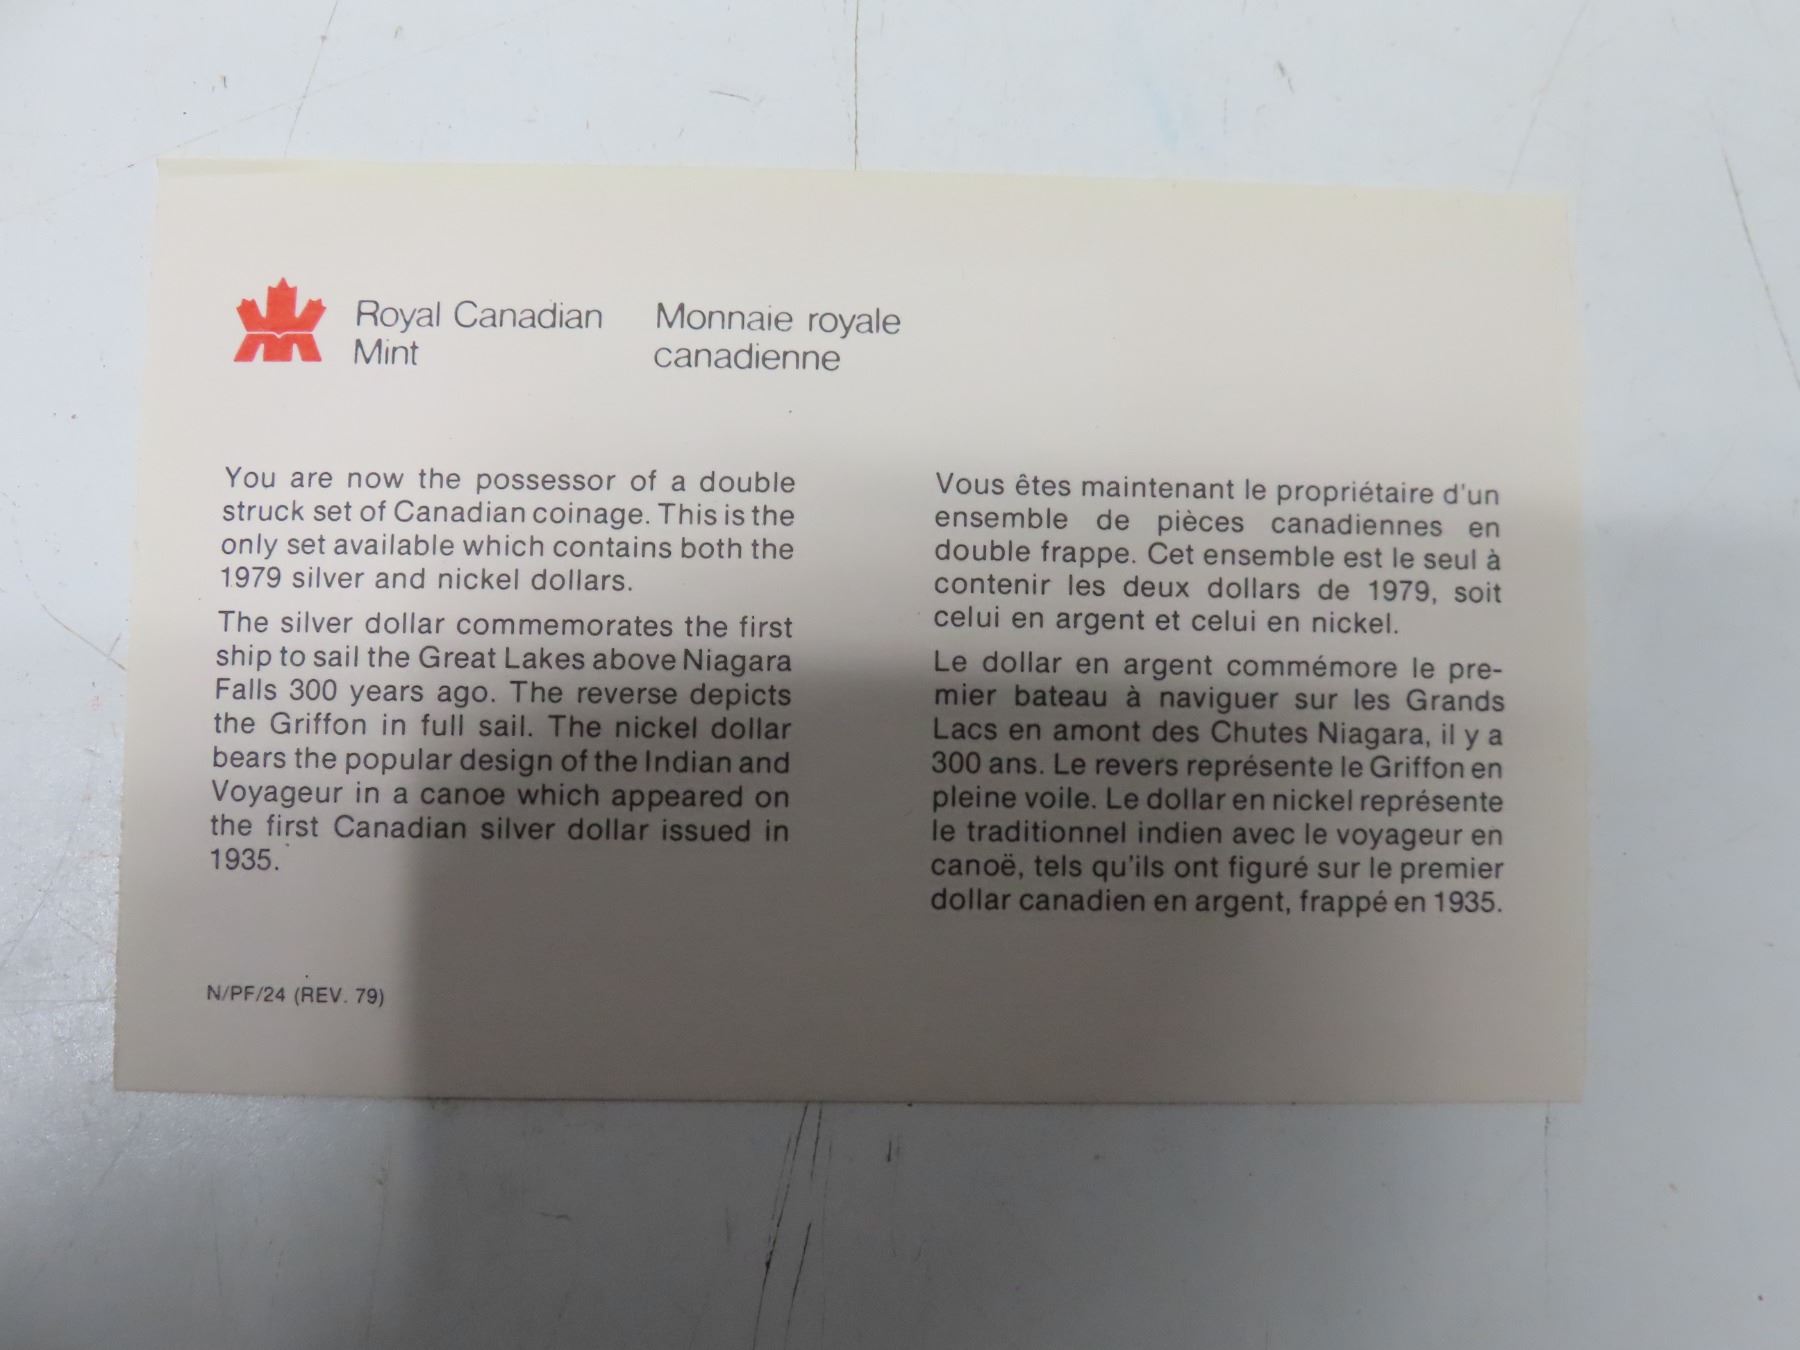 Royal Canadian
Mint
Monnaie royale
canadienne
You are now the possessor of a double
struck set of Canadian coinage. This is the
only set available which contains both the
1979 silver and nickel dollars.
The silver dollar commemorates the first
ship to sail the Great Lakes above Niagara
Falls 300 years ago. The reverse depicts
the Griffon in full sail. The nickel dollar
bears the popular design of the Indian and
Voyageur in a canoe which appeared on
the first Canadian silver dollar issued in
1935.
N/PF/24 (REV. 79)
Vous êtes maintenant le propriétaire d'un
ensemble de pièces canadiennes en
double frappe. Cet ensemble est le seul à
contenir les deux dollars de 1979, soit
celui en argent et celui en nickel.
Le dollar en argent commémore le pre-
mier bateau à naviguer sur les Grands
Lacs en amont des Chutes Niagara, il y a
300 ans. Le revers représente le Griffon en
pleine voile. Le dollar en nickel représente
le traditionnel indien avec le voyageur en
canoë, tels qu'ils ont figuré sur le premier
dollar canadien en argent, frappé en 1935.